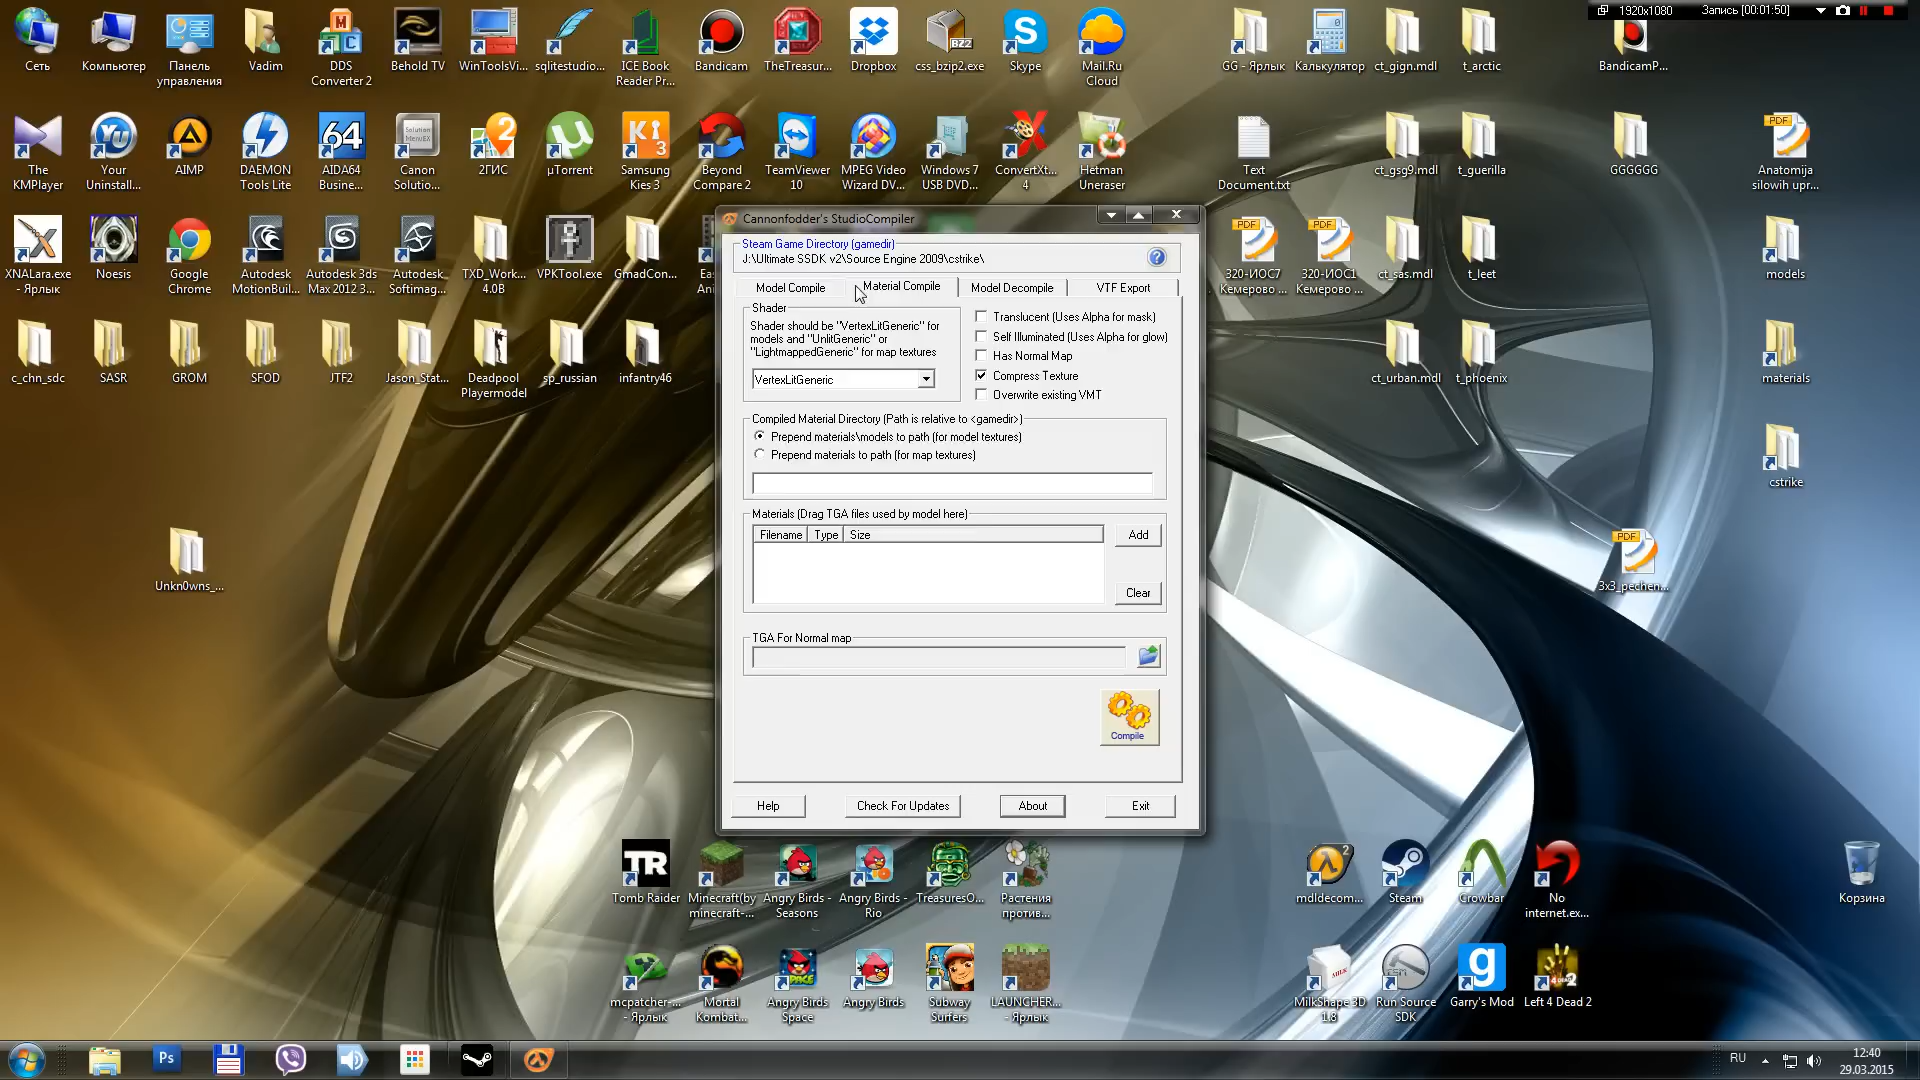 1920x1080
Запись [00:01:50]
Сеть
Компьютер
Панель
управления
Vadim
DDS
Converter 2
Behold TV
WinToolsVi...
sqlitestudio...
ICE Book
Reader Pr...
Bandicam
TheTreasur...
Dropbox
css_bzip2.exe
Skype
Mail.Ru
Cloud
GG - Ярлык
Калькулятор
ct_gign.mdl
t_arctic
BandicamP...
The
KMPlayer
Your
Uninstall...
AIMP
DAEMON
Tools Lite
AIDA64
Busine...
Canon
Solutio...
2ГИС
µTorrent
Samsung
Kies 3
Beyond
Compare 2
TeamViewer
10
MPEG Video
Wizard DV...
Windows 7
USB DVD...
ConvertXt...
4
Hetman
Uneraser
Text
Document.txt
ct_gsg9.mdl
t_guerilla
GGGGGG
Anatomija
silowih upr...
XNALara.exe
- Ярлык
Noesis
Google
Chrome
Autodesk
MotionBuil...
Autodesk 3ds
Max 2012 3...
Autodesk
Softimag...
TXD_Work...
4.0B
VPKTool.exe
GmadCon...
320-ИОС7
Кемерово ...
320-ИОС1-
Кемерово ...
ct_sas.mdl
t_leet
models
c_chn_sdc
SASR
GROM
SFOD
JTF2
Jason_Stat...
Deadpool
Playermodel
sp_russian
infantry46
ct_urban.mdl
t_phoenix
materials
cstrike
Unkn0wns_...
3x3_pechen...
Cannonfodder's StudioCompiler
Steam Game Directory (gamedir)
J:\Ultimate SSDK v2\Source Engine 2009\cstrike\
Model Compile
Material Compile
Model Decompile
VTF Export
Shader
Shader should be "VertexLitGeneric" for
models and "UnlitGeneric" or
"LightmappedGeneric" for map textures
VertexLitGeneric
Translucent (Uses Alpha for mask)
Self Illuminated (Uses Alpha for glow)
Has Normal Map
Compress Texture
Overwrite existing VMT
Compiled Material Directory (Path is relative to <gamedir>)
Prepend materials\models to path (for model textures)
Prepend materials to path (for map textures)
Materials (Drag TGA files used by model here)
Filename
Type
Size
Add
Clear
TGA For Normal map
Compile
Help
Check For Updates
About
Exit
Tomb Raider
Minecraft(by
minecraft-...
Angry Birds -
Seasons
Angry Birds -
Rio
TreasuresO...
Растения
против...
mdldecom...
Steam
Crowbar
No
internet.ex...
Корзина
mcpatcher-...
- Ярлык
Mortal
Kombat...
Angry Birds
Space
Angry Birds
Subway
Surfers
LAUNCHER...
- Ярлык
MilkShape 3D
1.8
Run Source
SDK
Garry's Mod
Left 4 Dead 2
RU
12:40
29.03.2015